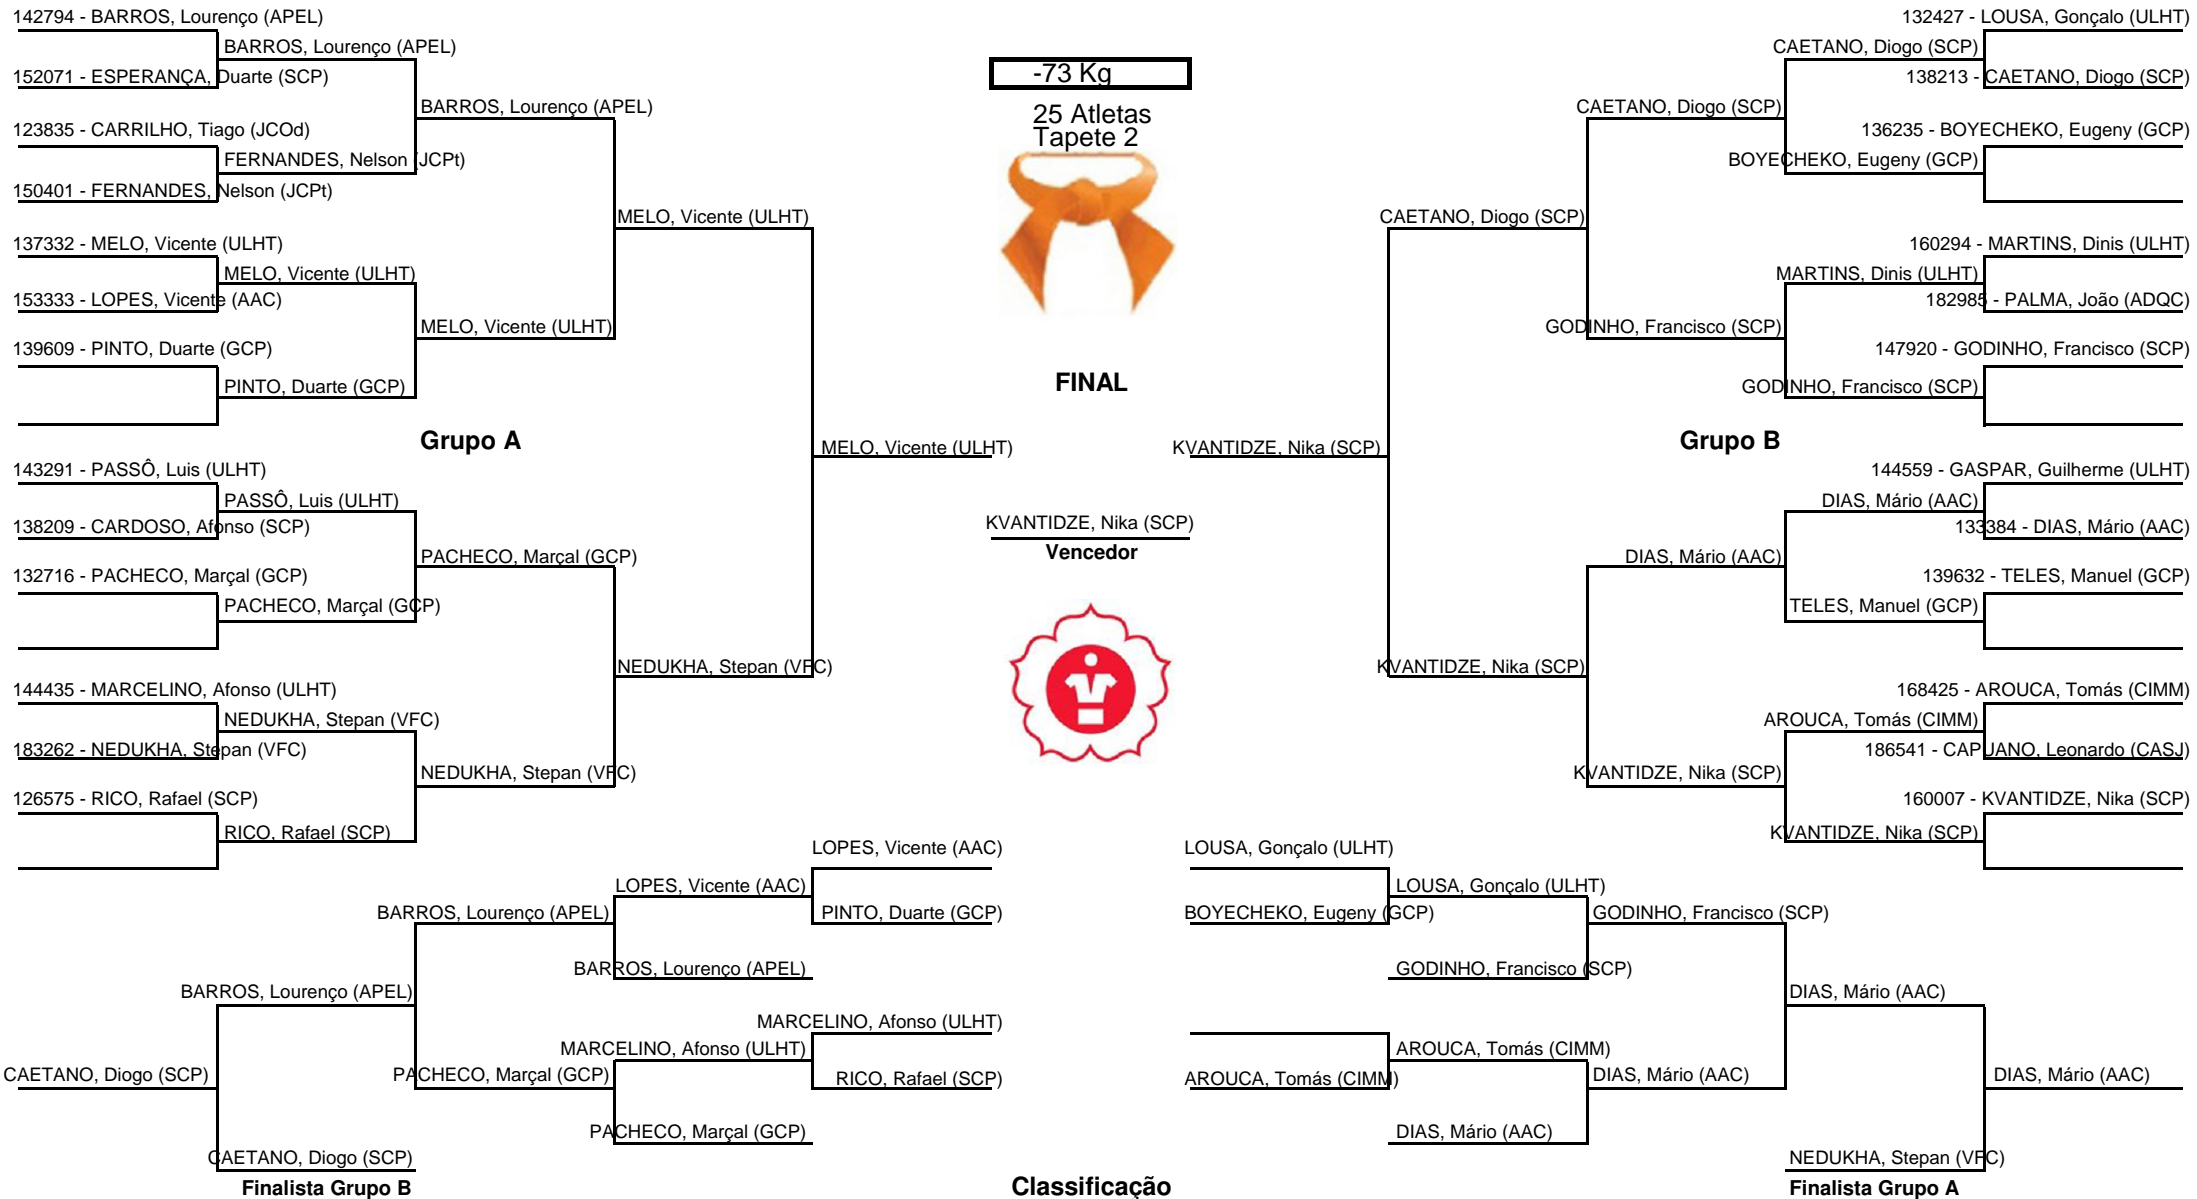 142794 - BARROS, Lourenço (APEL)
BARROS, Lourenço (APEL)
152071 - ESPERANÇA, Duarte (SCP)
BARROS, Lourenço (APEL)
123835 - CARRILHO, Tiago (JCOd)
FERNANDES, Nelson (JCPt)
150401 - FERNANDES, Nelson (JCPt)
MELO, Vicente (ULHT)
137332 - MELO, Vicente (ULHT)
MELO, Vicente (ULHT)
153333 - LOPES, Vicente (AAC)
MELO, Vicente (ULHT)
139609 - PINTO, Duarte (GCP)
PINTO, Duarte (GCP)
Grupo A
MELO, Vicente (ULHT)
143291 - PASSÔ, Luis (ULHT)
PASSÔ, Luis (ULHT)
138209 - CARDOSO, Afonso (SCP)
PACHECO, Marçal (GCP)
132716 - PACHECO, Marçal (GCP)
PACHECO, Marçal (GCP)
NEDUKHA, Stepan (VFC)
144435 - MARCELINO, Afonso (ULHT)
NEDUKHA, Stepan (VFC)
183262 - NEDUKHA, Stepan (VFC)
NEDUKHA, Stepan (VFC)
126575 - RICO, Rafael (SCP)
RICO, Rafael (SCP)
-73 Kg
25 Atletas
Tapete 2
FINAL
KVANTIDZE, Nika (SCP)
Vencedor
132427 - LOUSA, Gonçalo (ULHT)
CAETANO, Diogo (SCP)
138213 - CAETANO, Diogo (SCP)
CAETANO, Diogo (SCP)
136235 - BOYECHEKO, Eugeny (GCP)
BOYECHEKO, Eugeny (GCP)
CAETANO, Diogo (SCP)
160294 - MARTINS, Dinis (ULHT)
MARTINS, Dinis (ULHT)
182985 - PALMA, João (ADQC)
GODINHO, Francisco (SCP)
147920 - GODINHO, Francisco (SCP)
GODINHO, Francisco (SCP)
Grupo B
KVANTIDZE, Nika (SCP)
144559 - GASPAR, Guilherme (ULHT)
DIAS, Mário (AAC)
133384 - DIAS, Mário (AAC)
DIAS, Mário (AAC)
139632 - TELES, Manuel (GCP)
TELES, Manuel (GCP)
KVANTIDZE, Nika (SCP)
168425 - AROUCA, Tomás (CIMM)
AROUCA, Tomás (CIMM)
186541 - CAPUANO, Leonardo (CASJ)
KVANTIDZE, Nika (SCP)
160007 - KVANTIDZE, Nika (SCP)
KVANTIDZE, Nika (SCP)
LOPES, Vicente (AAC)
LOPES, Vicente (AAC)
PINTO, Duarte (GCP)
BARROS, Lourenço (APEL)
BARROS, Lourenço (APEL)
BARROS, Lourenço (APEL)
MARCELINO, Afonso (ULHT)
MARCELINO, Afonso (ULHT)
RICO, Rafael (SCP)
PACHECO, Marçal (GCP)
PACHECO, Marçal (GCP)
CAETANO, Diogo (SCP)
CAETANO, Diogo (SCP)
Finalista Grupo B
LOUSA, Gonçalo (ULHT)
LOUSA, Gonçalo (ULHT)
BOYECHEKO, Eugeny (GCP)
GODINHO, Francisco (SCP)
GODINHO, Francisco (SCP)
DIAS, Mário (AAC)
AROUCA, Tomás (CIMM)
AROUCA, Tomás (CIMM)
DIAS, Mário (AAC)
DIAS, Mário (AAC)
DIAS, Mário (AAC)
NEDUKHA, Stepan (VFC)
Finalista Grupo A
Classificação